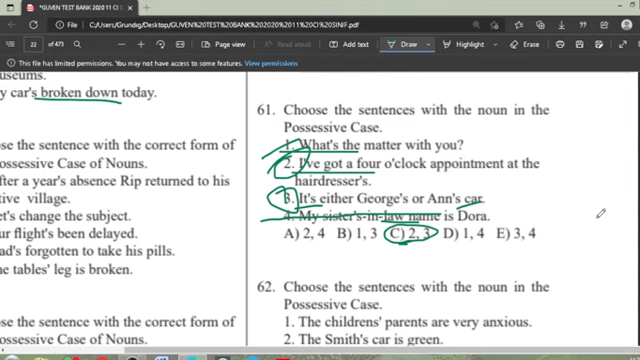 *GUVEN TEST BANK 2020 11 CI SINIF.pdf
File | C:/Users/Grundig/Desktop/GUVEN%20TEST%20BANK%202020%2011%20CI%20SINIF.pdf
22 of 473 Page view Read aloud Add text Draw Highlight Erase
This file has limited permissions. You may not have access to some features. View permissions
museums.
y car's broken down today.
ose the sentence with the correct form of
ossessive Case of Nouns.
fter a year's absence Rip returned to his
ative village.
et's change the subject.
ur flight's been delayed.
ad's forgotten to take his pills.
he tables' leg is broken.
ose the sentence with the correct form of
ossessive Case of Nouns.
61. Choose the sentences with the noun in the
Possessive Case.
1. What's the matter with you?
2. I've got a four o'clock appointment at the
hairdresser's.
3. It's either George's or Ann's car.
4. My sister's-in-law name is Dora.
A) 2, 4 B) 1, 3 C) 2, 3 D) 1, 4 E) 3, 4
62. Choose the sentences with the noun in the
Possessive Case.
1. The childrens' parents are very anxious.
2. The Smith's car is green.